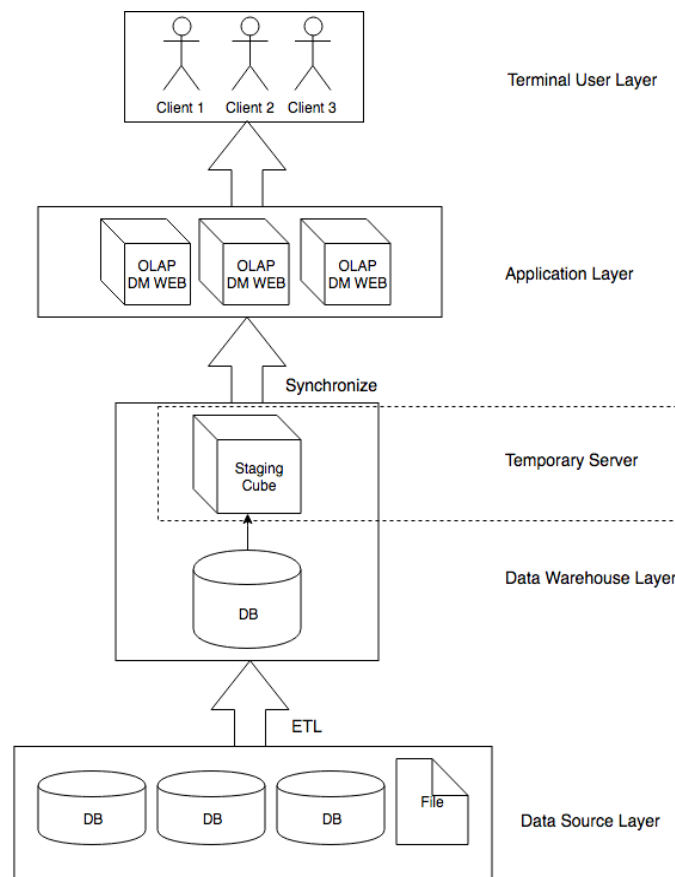 Client 1 Client 2 Client 3
Terminal User Layer
OLAP
DM WEB
OLAP
DM WEB
OLAP
DM WEB
Application Layer
Synchronize
Staging
Cube
Temporary Server
DB
Data Warehouse Layer
ETL
DB
DB
DB
File
Data Source Layer